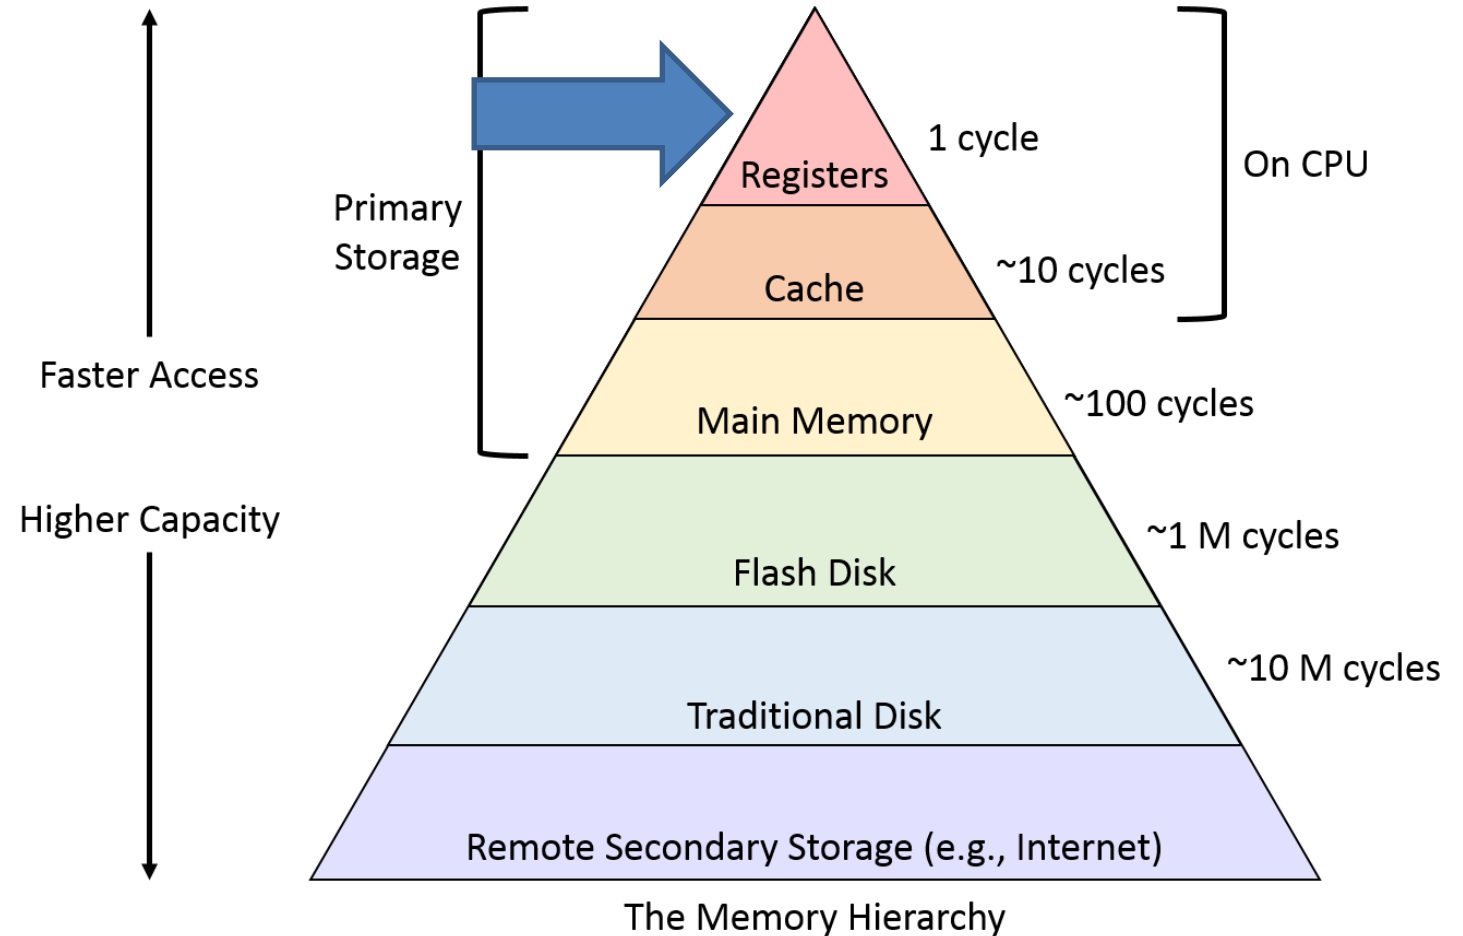 Registers
1 cycle
On CPU
Primary
Storage
Cache
~10 cycles
Faster Access
Main Memory
~100 cycles
Higher Capacity
Flash Disk
~1 M cycles
Traditional Disk
~10 M cycles
Remote Secondary Storage (e.g., Internet)
The Memory Hierarchy